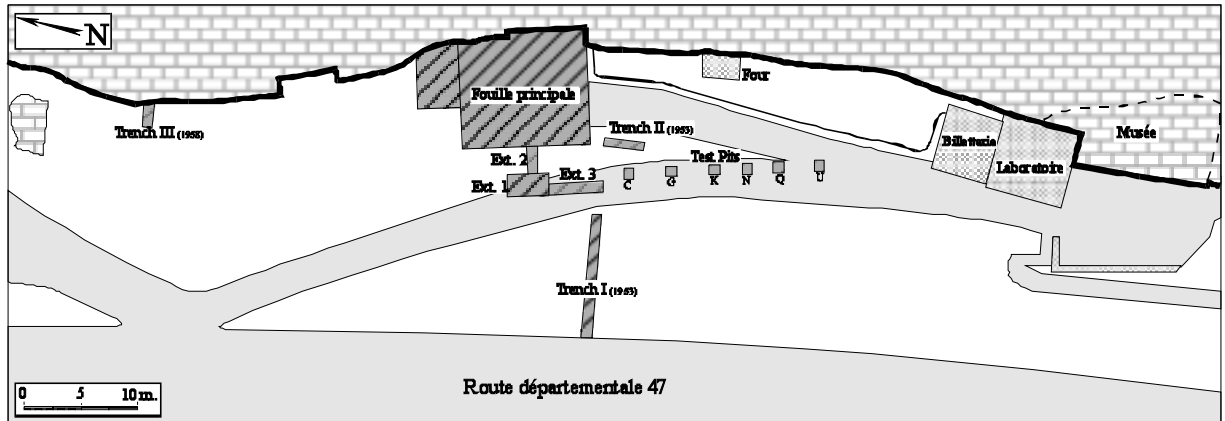 N
Fouille principale
Four
Trench III (1958)
Trench II (1953)
Musée
Billetterie
Ext. 2
Test Pits
Laboratoire
Ext. 1
Ext. 3
C
G
K
N
Q
U
Trench I (1953)
Route départementale 47
0 5 10 m.